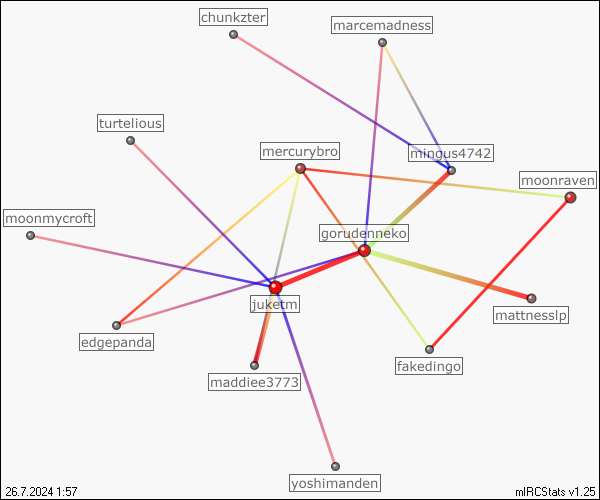 chunkzter
marcemadness
turtelious
mercurybro
mingus4742
moonraven
moonmycroft
gorudenneko
juketm
mattnesslp
edgepanda
fakedingo
maddiee3773
yoshimanden
26.7.2024 1:57
mIRCStats v1.25